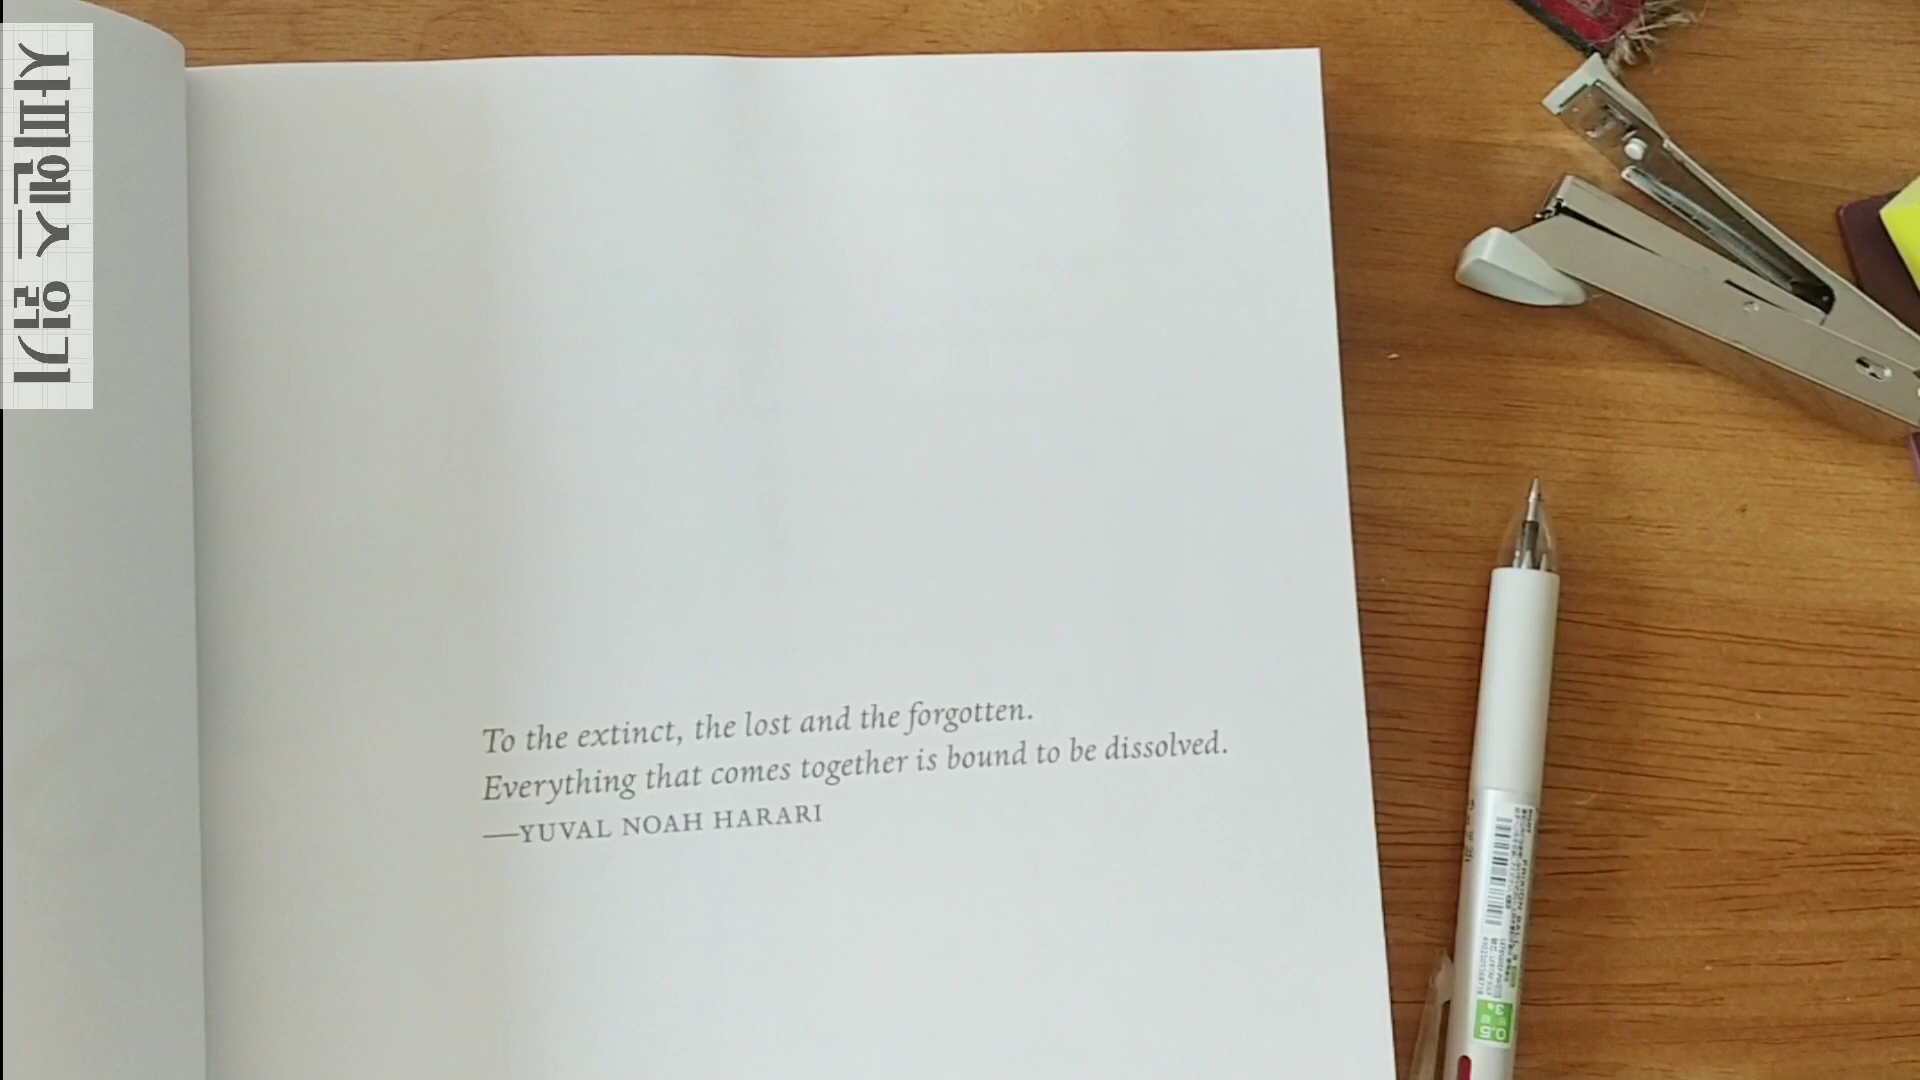 사피엔스 읽기
To the extinct, the lost and the forgotten.
Everything that comes together is bound to be dissolved.
—YUVAL NOAH HARARI
0.5
3